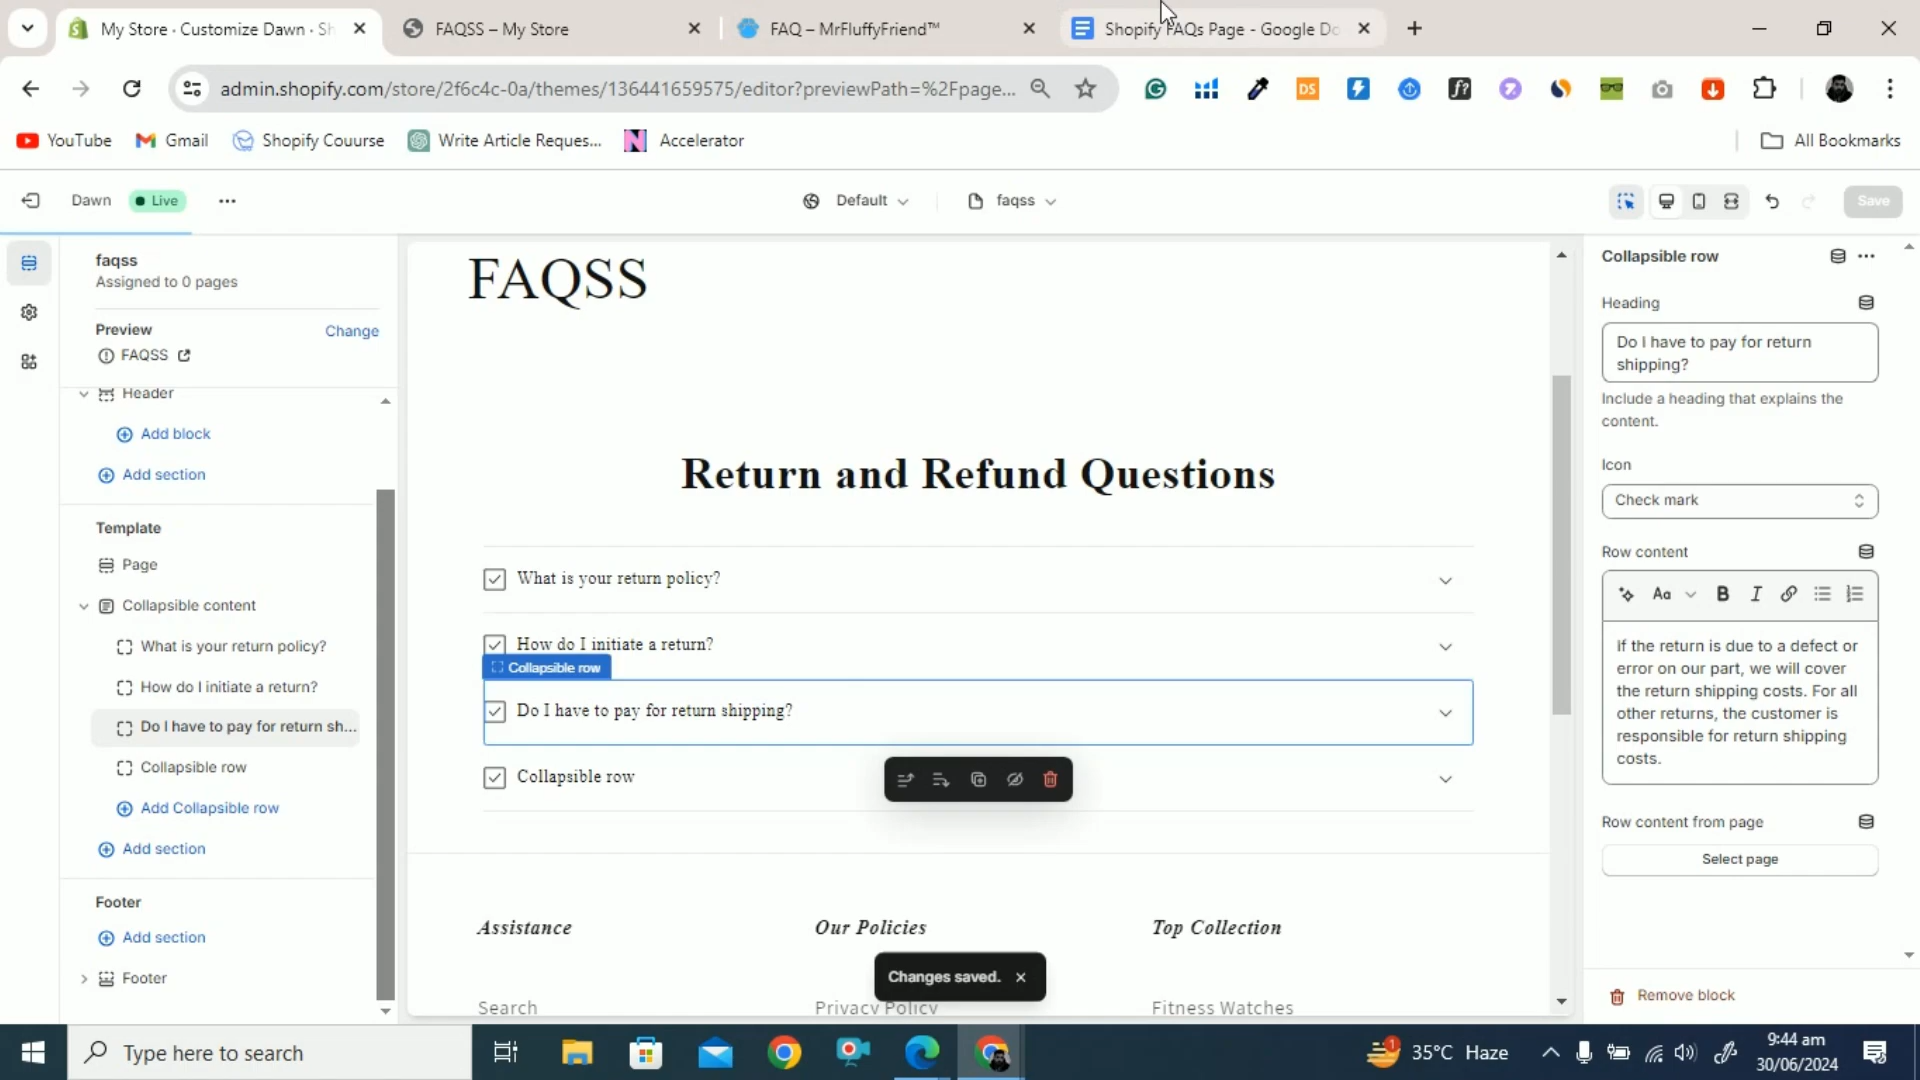 My Store · Customize Dawn · Sh
FAQSS – My Store
FAQ – MrFluffyFriend™
Shopify FAQs Page - Google Do
admin.shopify.com/store/2f6c4c-0a/themes/136441659575/editor?previewPath=%2Fpage...
DS
f?
YouTube
Gmail
Shopify Couurse
Write Article Reques...
Accelerator
All Bookmarks
Dawn
Live
Default
faqss
Save
faqss
Assigned to 0 pages
Preview
Change
FAQSS
Header
Add block
Add section
Template
Page
Collapsible content
What is your return policy?
How do I initiate a return?
Do I have to pay for return sh...
Collapsible row
Add Collapsible row
Add section
Footer
Add section
Footer
FAQSS
Return and Refund Questions
What is your return policy?
How do I initiate a return?
Collapsible row
Do I have to pay for return shipping?
Collapsible row
Assistance
Our Policies
Top Collection
Changes saved.
Search
Privacy Policy
Fitness Watches
Collapsible row
Heading
Do I have to pay for return
shipping?
Include a heading that explains the
content.
Icon
Check mark
Row content
Aa
B
I
If the return is due to a defect or
error on our part, we will cover
the return shipping costs. For all
other returns, the customer is
responsible for return shipping
costs.
Row content from page
Select page
Remove block
Type here to search
1
35°C Haze
9:44 am
30/06/2024